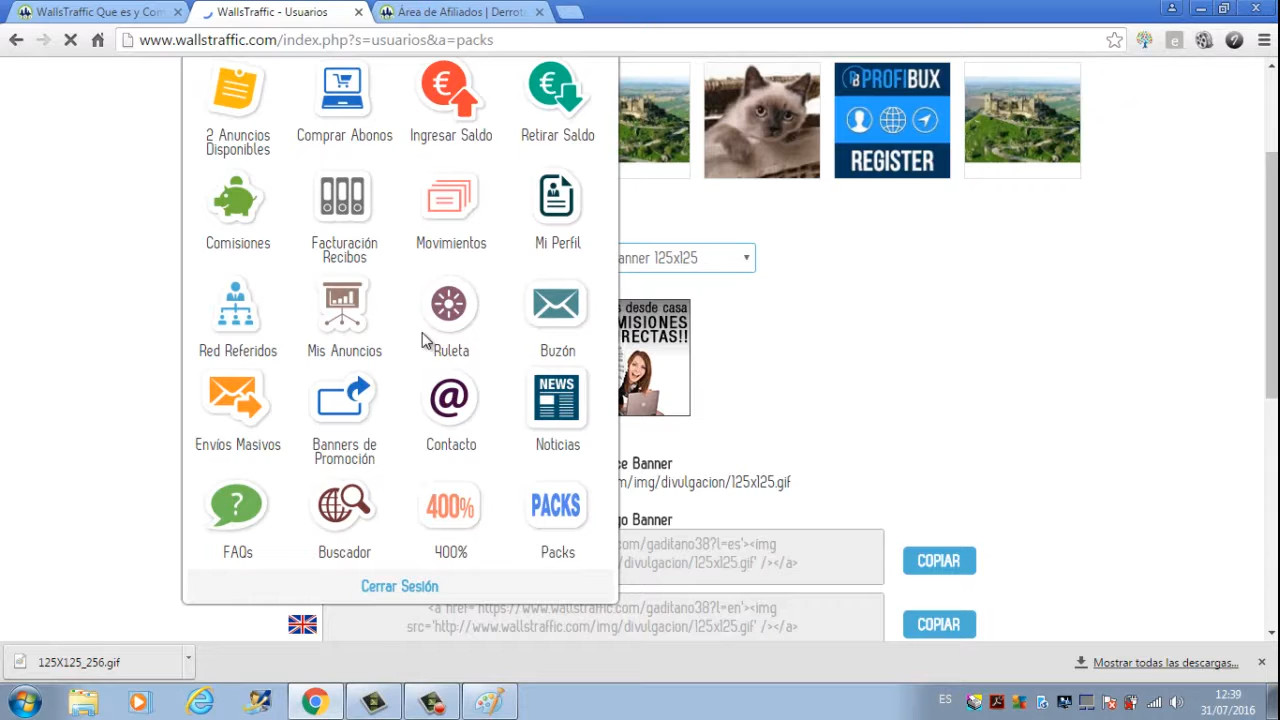 WallsTraffic Que es y Com
WallsTraffic - Usuarios
Área de Afiliados | Derrota
www.wallstraffic.com/index.php?s=usuarios&a=packs
2 Anuncios
Disponibles
Comprar Abonos
Ingresar Saldo
Retirar Saldo
PROFIBUX
REGISTER
Comisiones
Facturación
Recibos
Movimientos
Mi Perfil
anner 125x125
s desde casa
MISIONES
RECTAS!!
Red Referidos
Mis Anuncios
Ruleta
Buzón
NEWS
Envíos Masivos
Banners de
Promoción
Contacto
Noticias
ce Banner
m/img/divulgacion/125x125.gif
400%
PACKS
FAQs
Buscador
400%
Packs
go Banner
com/gaditano38?l=es'><img
/divulgacion/125x125.gif' /></a>
COPIAR
Cerrar Sesión
<a href='https://www.wallstraffic.com/gaditano38?l=en'><img
src='http://www.wallstraffic.com/img/divulgacion/125x125.gif' /></a>
COPIAR
125X125_256.gif
Mostrar todas las descargas...
ES
12:39
31/07/2016